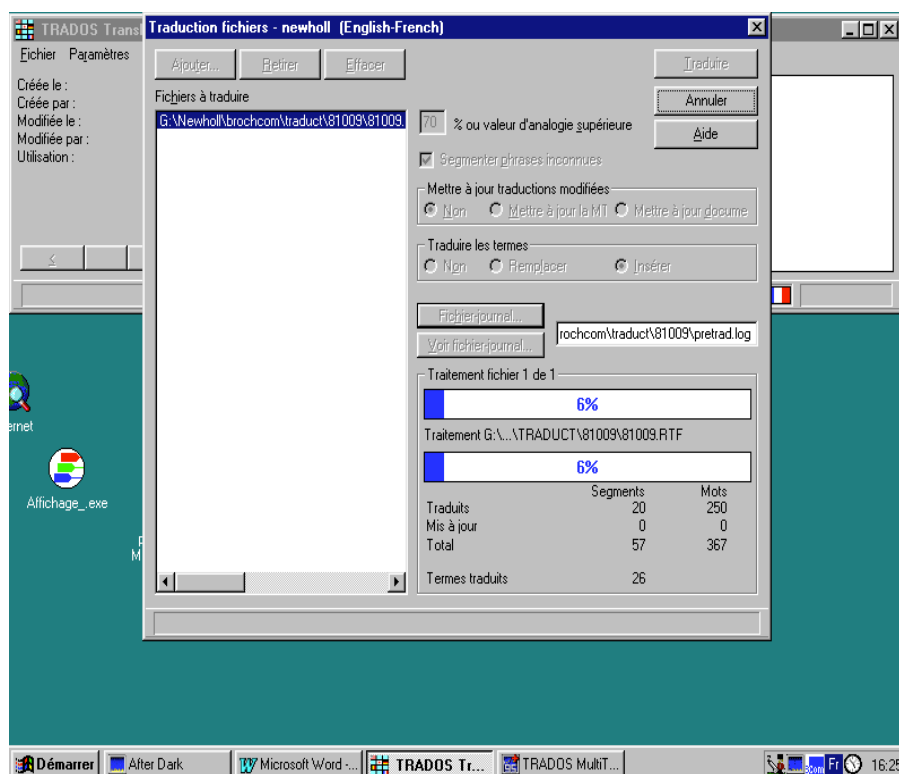 TRADOS Transl
Fichier Paramètres
Créée le :
Créée par :
Modifiée le :
Modifiée par :
Utilisation :
<
Traduction fichiers - newholl (English-French)
Ajouter... Retirer Effacer Traduire
Fichiers à traduire
G:\Newholl\brochcom\traduct\81009\81009.
Annuler
Aide
70 % ou valeur d'analogie supérieure
Segmenter phrases inconnues
Mettre à jour traductions modifiées
Non Mettre à jour la MT Mettre à jour docume
Traduire les termes
Non Remplacer Insérer
Fichier-journal...
rochcom\traduct\81009\pretrad.log
Voir fichier-journal...
Traitement fichier 1 de 1
6%
Traitement G:\...\TRADUCT\81009\81009.RTF
6%
Segments Mots
Traduits 20 250
Mis à jour 0 0
Total 57 367
Termes traduits 26
ernet
Affichage_.exe
M
Démarrer After Dark Microsoft Word -... TRADOS Tr... TRADOS MultiT... Fr 16:25